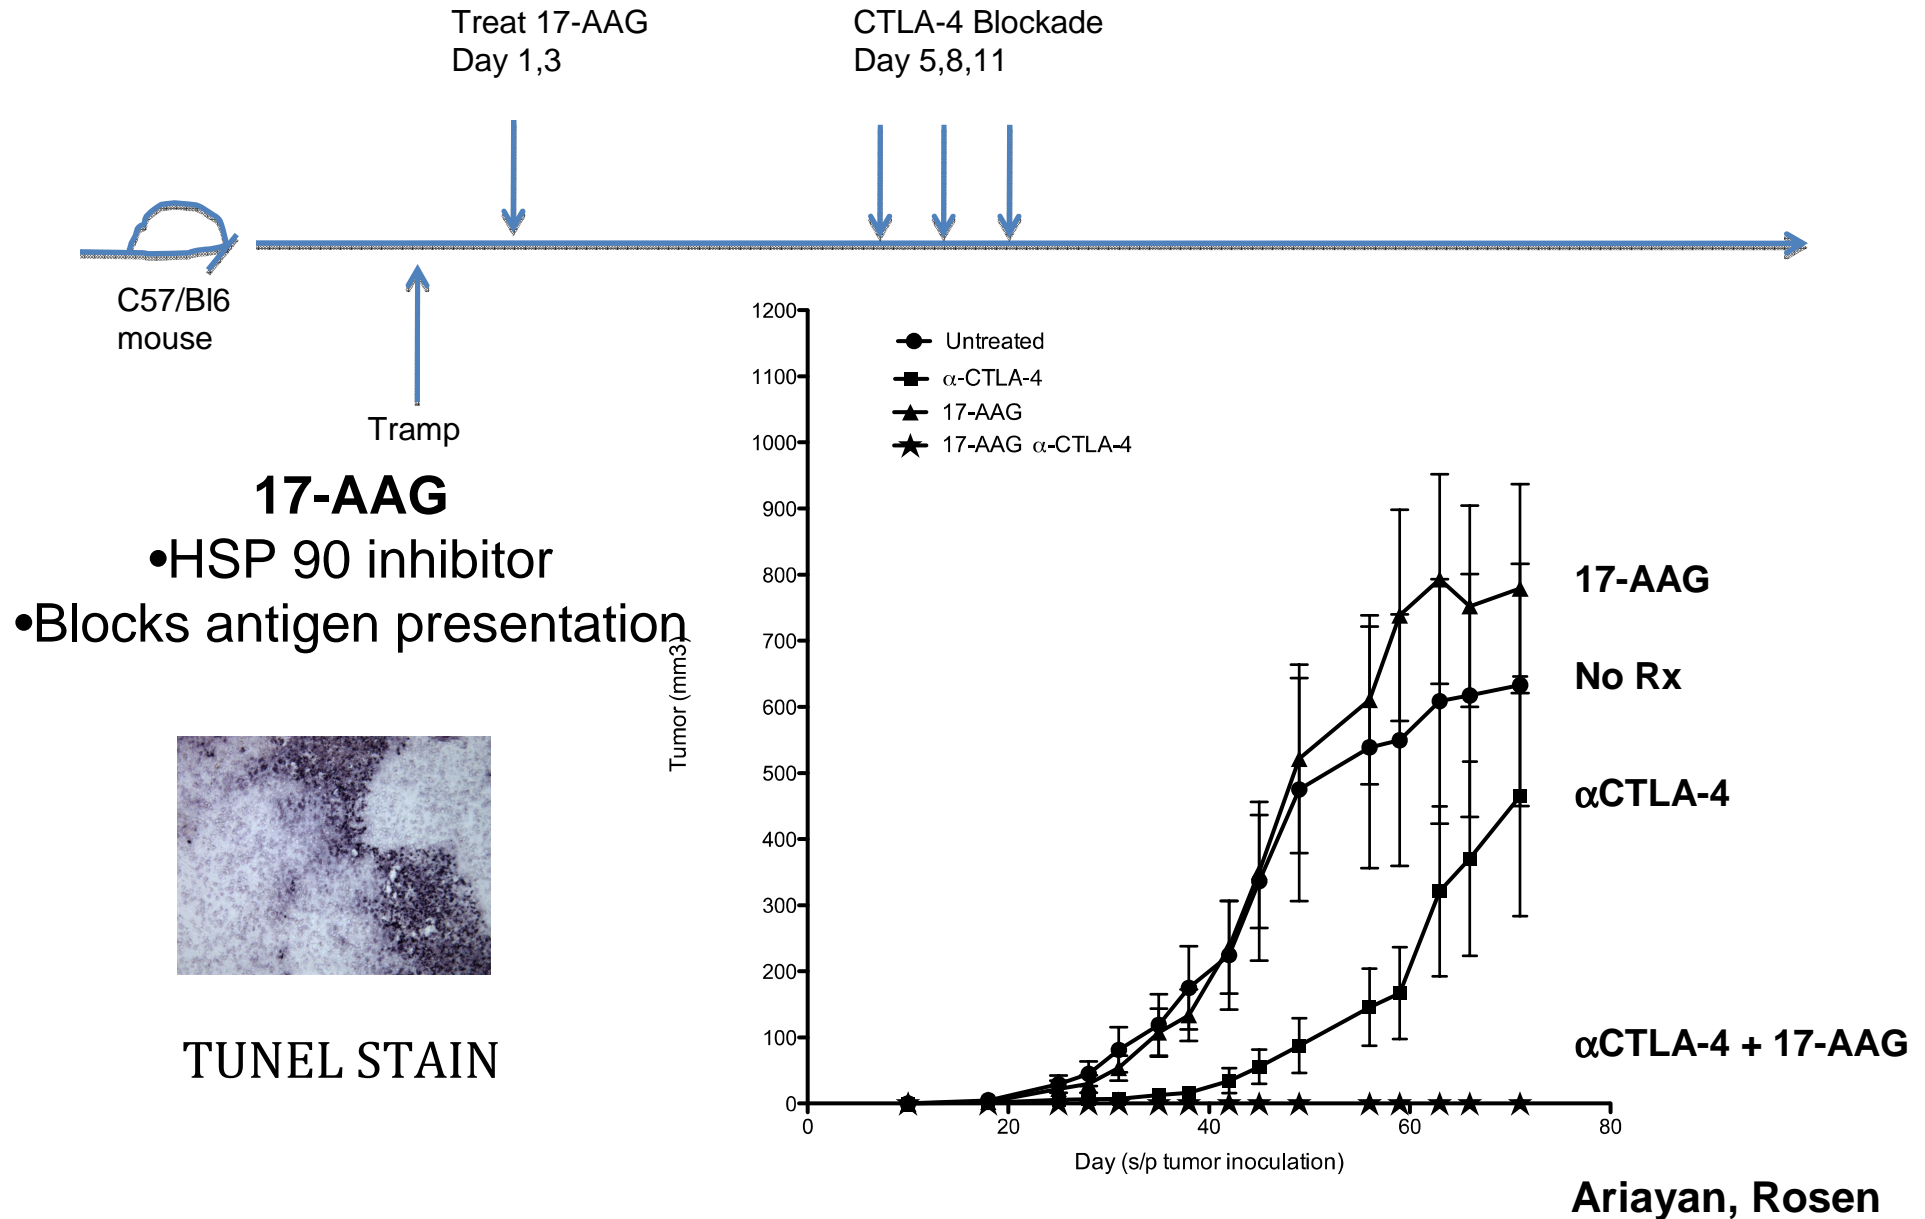 Treat 17-AAG
Day 1,3
CTLA-4 Blockade
Day 5,8,11
C57/Bl6
mouse
Tramp
17-AAG
•HSP 90 inhibitor
•Blocks antigen presentation
TUNEL STAIN
Tumor (mm3)
1200
1100
1000
900
800
700
600
500
400
300
200
100
0
Untreated
α-CTLA-4
17-AAG
17-AAG α-CTLA-4
17-AAG
No Rx
αCTLA-4
αCTLA-4 + 17-AAG
0 20 40 60 80
Day (s/p tumor inoculation)
Ariayan, Rosen